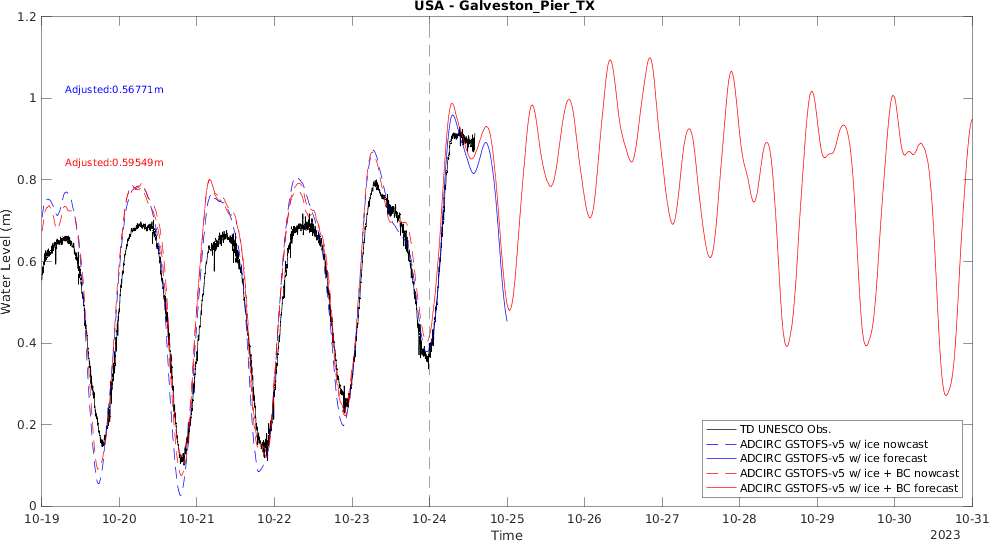 USA - Galveston_Pier_TX
1.2
1
0.8
0.6
0.4
0.2
0
Water Level (m)
Adjusted:0.56771m
Adjusted:0.59549m
TD UNESCO Obs.
ADCIRC GSTOFS-v5 w/ ice nowcast
ADCIRC GSTOFS-v5 w/ ice forecast
ADCIRC GSTOFS-v5 w/ ice + BC nowcast
ADCIRC GSTOFS-v5 w/ ice + BC forecast
10-19 10-20 10-21 10-22 10-23 10-24 10-25 10-26 10-27 10-28 10-29 10-30 10-31
Time
2023